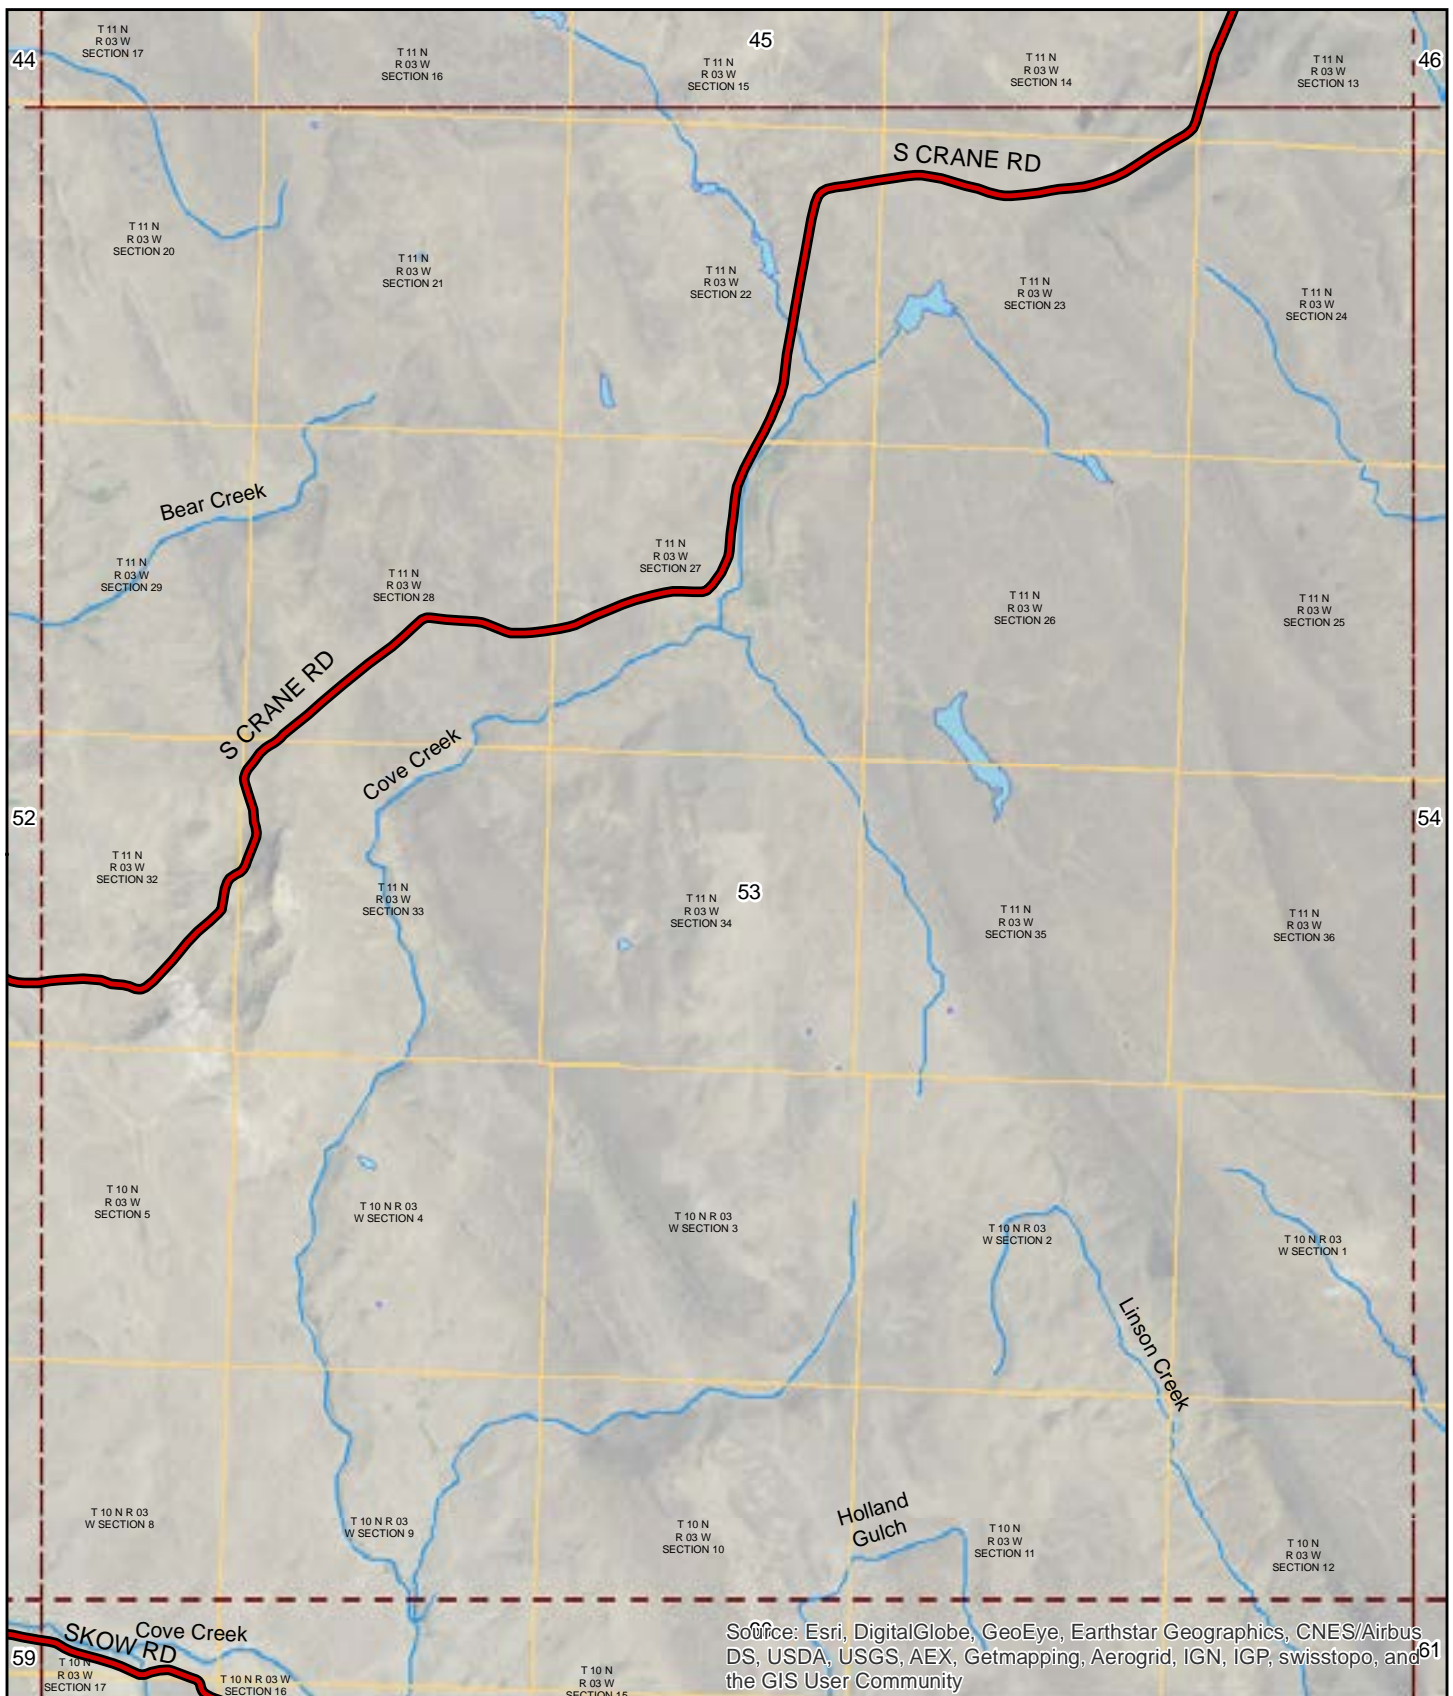 T 11 N
R 03 W
SECTION 17
T 11 N
R 03 W
SECTION 16
45
T 11 N
R 03 W
SECTION 15
T 11 N
R 03 W
SECTION 14
T 11 N
R 03 W
SECTION 13
44
46
S CRANE RD
T 11 N
R 03 W
SECTION 20
T 11 N
R 03 W
SECTION 21
T 11 N
R 03 W
SECTION 22
T 11 N
R 03 W
SECTION 23
T 11 N
R 03 W
SECTION 24
Bear Creek
T 11 N
R 03 W
SECTION 29
T 11 N
R 03 W
SECTION 28
T 11 N
R 03 W
SECTION 27
T 11 N
R 03 W
SECTION 26
T 11 N
R 03 W
SECTION 25
S CRANE RD
Cove Creek
52
54
T 11 N
R 03 W
SECTION 32
T 11 N
R 03 W
SECTION 33
T 11 N
R 03 W
SECTION 34
53
T 11 N
R 03 W
SECTION 35
T 11 N
R 03 W
SECTION 36
T 10 N
R 03 W
SECTION 5
T 10 N R 03
W SECTION 4
T 10 N R 03
W SECTION 3
T 10 N R 03
W SECTION 2
T 10 N R 03
W SECTION 1
Linson Creek
T 10 N R 03
W SECTION 8
T 10 N R 03
W SECTION 9
T 10 N
R 03 W
SECTION 10
Holland
Gulch
T 10 N
R 03 W
SECTION 11
T 10 N
R 03 W
SECTION 12
Cove Creek
SKOW RD
59
T 10 N
R 03 W
SECTION 17
T 10 N R 03 W
SECTION 16
T 10 N
R 03 W
SECTION 15
61
Source: Esri, DigitalGlobe, GeoEye, Earthstar Geographics, CNES/Airbus
DS, USDA, USGS, AEX, Getmapping, Aerogrid, IGN, IGP, swisstopo, and
the GIS User Community